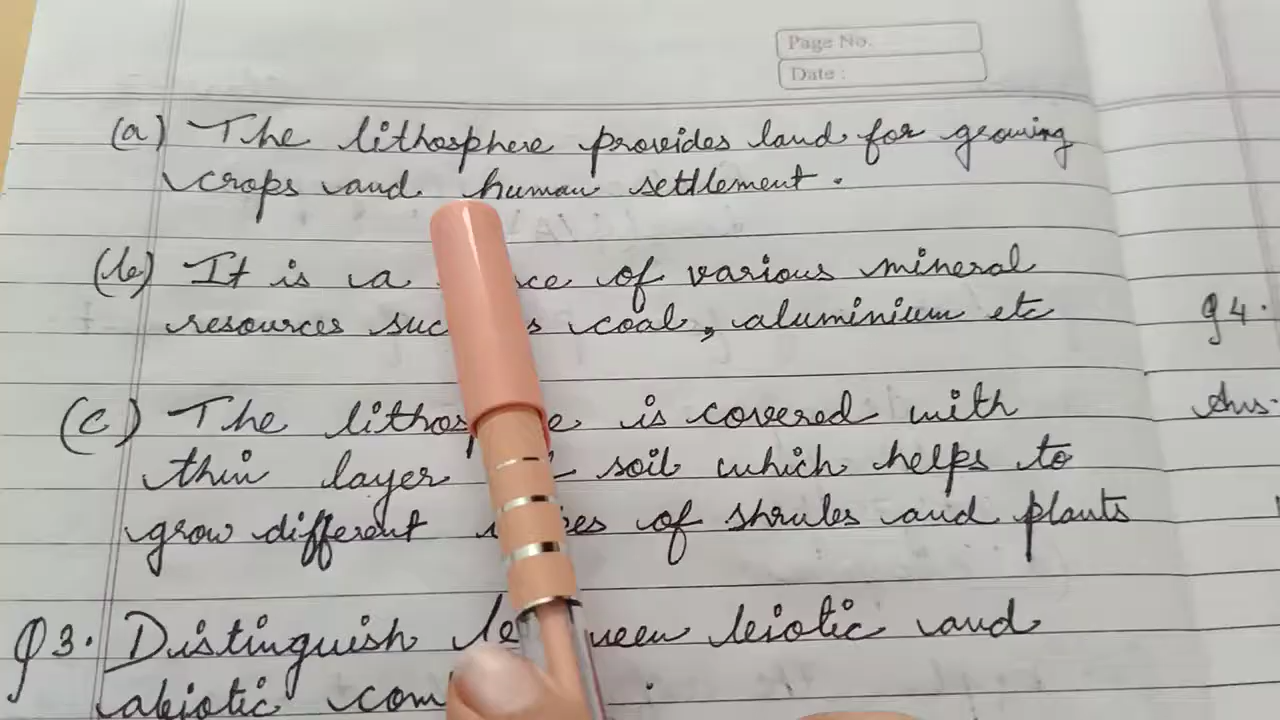 Page No.
Date :
(a) The lithosphere provides land for growing
crops and human settlement.
(b) It is a of various mineral
resources coal, aluminium etc
Q4.
(c) The is covered with
Ans.
thin layer soil which helps to
grow different of shrubs and plants
Q3. Distinguish biotic and
abiotic